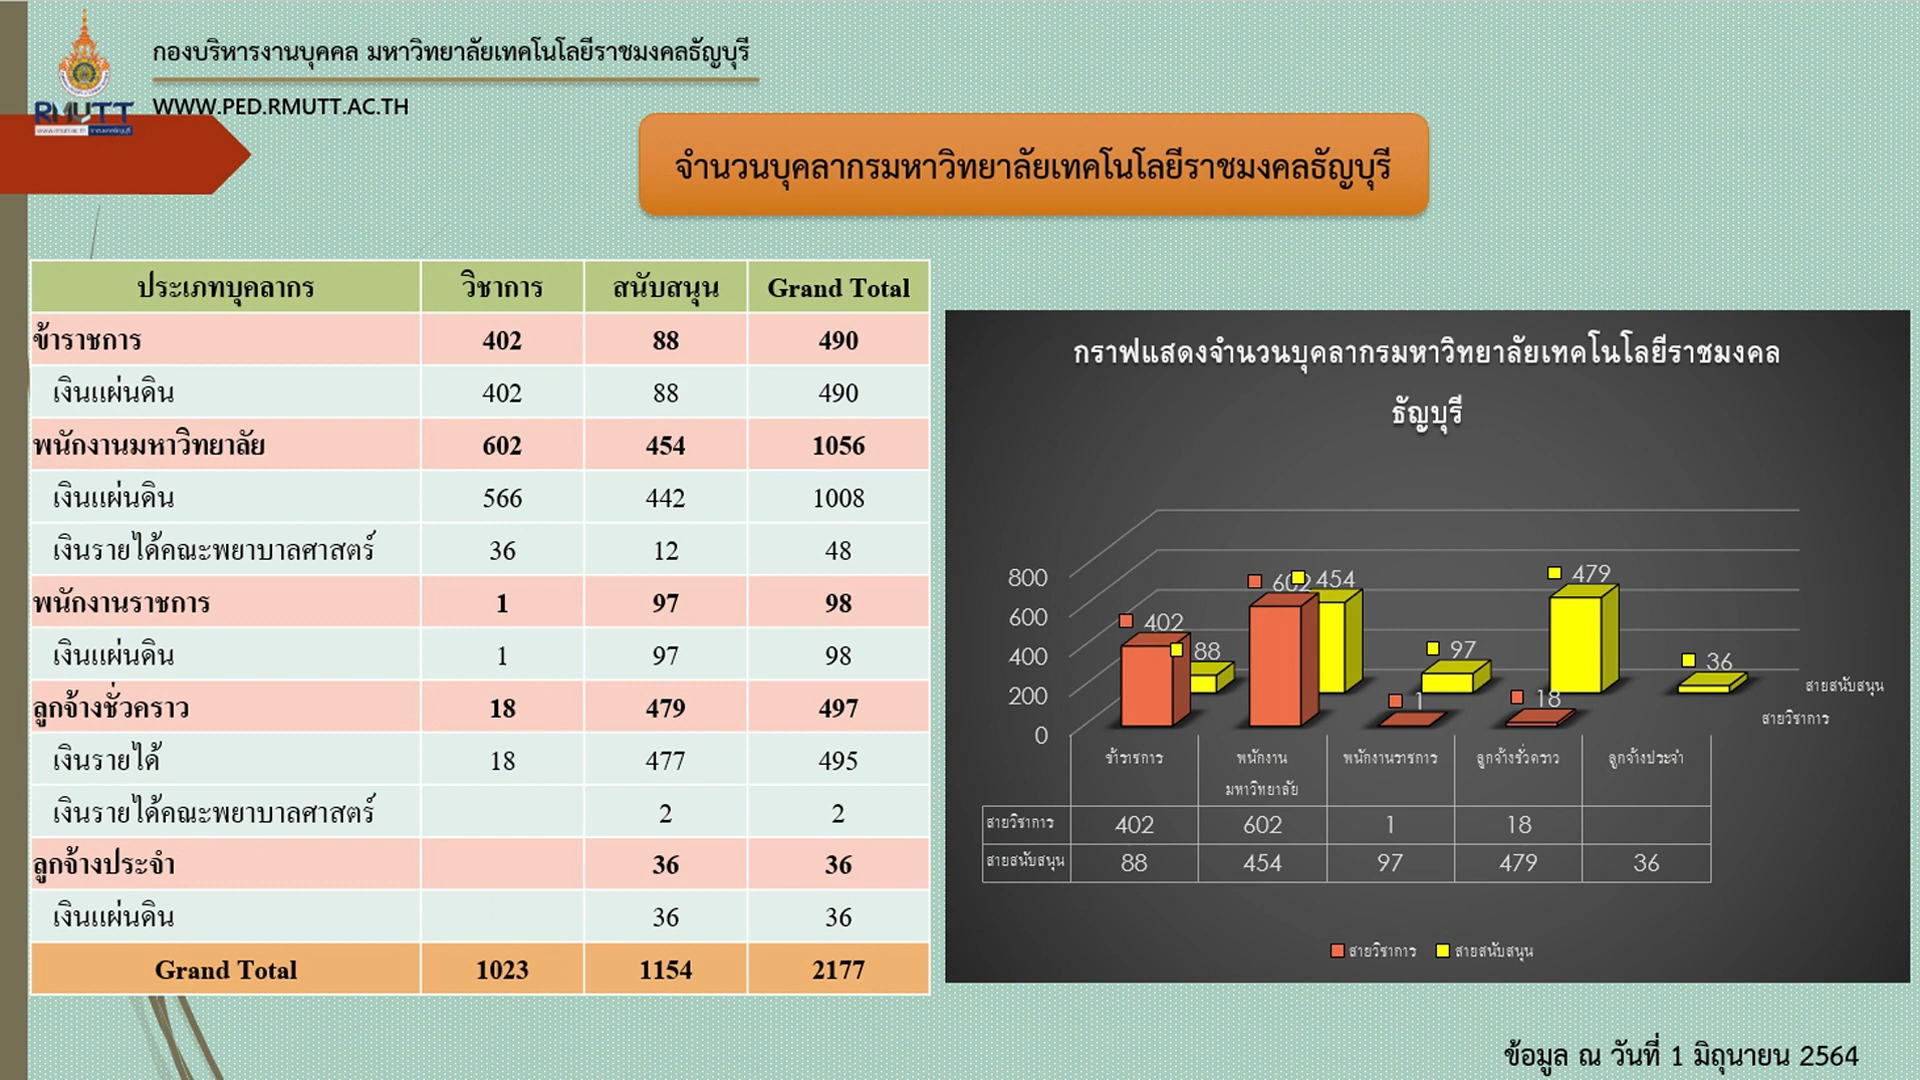 กองบริหารงานบุคคล มหาวิทยาลัยเทคโนโลยีราชมงคลธัญบุรี
RMUTT
WWW.PED.RMUTT.AC.TH
จำนวนบุคลากรมหาวิทยาลัยเทคโนโลยีราชมงคลธัญบุรี
ประเภทบุคลากร วิชาการ สนับสนุน Grand Total
ข้าราชการ 402 88 490
เงินแผ่นดิน 402 88 490
พนักงานมหาวิทยาลัย 602 454 1056
เงินแผ่นดิน 566 442 1008
เงินรายได้คณะพยาบาลศาสตร์ 36 12 48
พนักงานราชการ 1 97 98
เงินแผ่นดิน 1 97 98
ลูกจ้างชั่วคราว 18 479 497
เงินรายได้ 18 477 495
เงินรายได้คณะพยาบาลศาสตร์ 2 2
ลูกจ้างประจำ 36 36
เงินแผ่นดิน 36 36
Grand Total 1023 1154 2177
กราฟแสดงจำนวนบุคลากรมหาวิทยาลัยเทคโนโลยีราชมงคล
ธัญบุรี
800
600
400
200
0
402 88 602 454 1 97 18 479 36
สายสนับสนุน
สายวิชาการ
ข้าราชการ พนักงาน พนักงานราชการ ลูกจ้างชั่วคราว ลูกจ้างประจำ
มหาวิทยาลัย
สายวิชาการ 402 602 1 18
สายสนับสนุน 88 454 97 479 36
สายวิชาการ สายสนับสนุน
ข้อมูล ณ วันที่ 1 มิถุนายน 2564